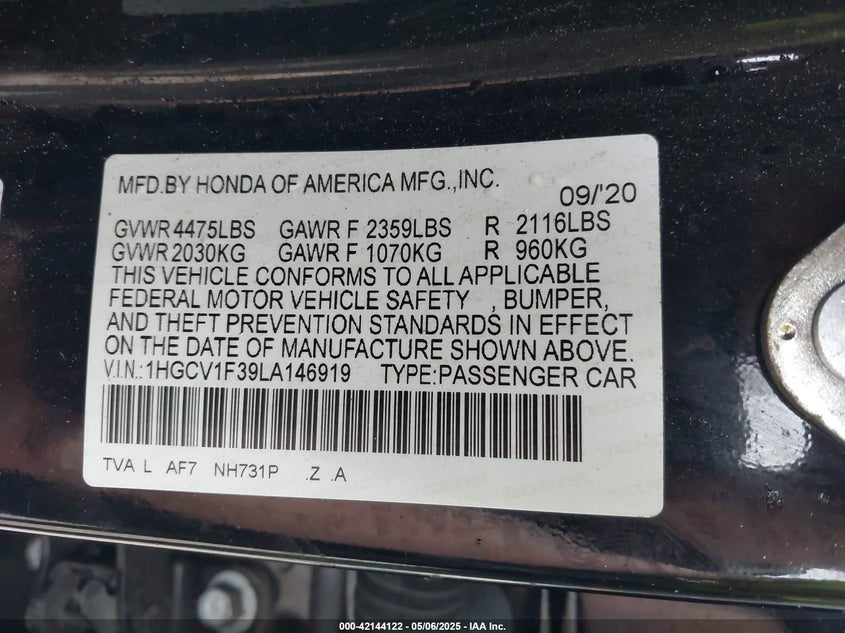 MFD.BY HONDA OF AMERICA MFG.,INC.
09/'20
GVWR 4475LBS GAWR F 2359LBS R 2116LBS
GVWR 2030KG GAWR F 1070KG R 960KG
THIS VEHICLE CONFORMS TO ALL APPLICABLE
FEDERAL MOTOR VEHICLE SAFETY , BUMPER,
AND THEFT PREVENTION STANDARDS IN EFFECT
ON THE DATE OF MANUFACTURE SHOWN ABOVE.
V.I.N.:1HGCV1F39LA146919 TYPE:PASSENGER CAR
TVA L AF7 NH731P .Z .A
000-42144122 - 05/06/2025 - IAA Inc.